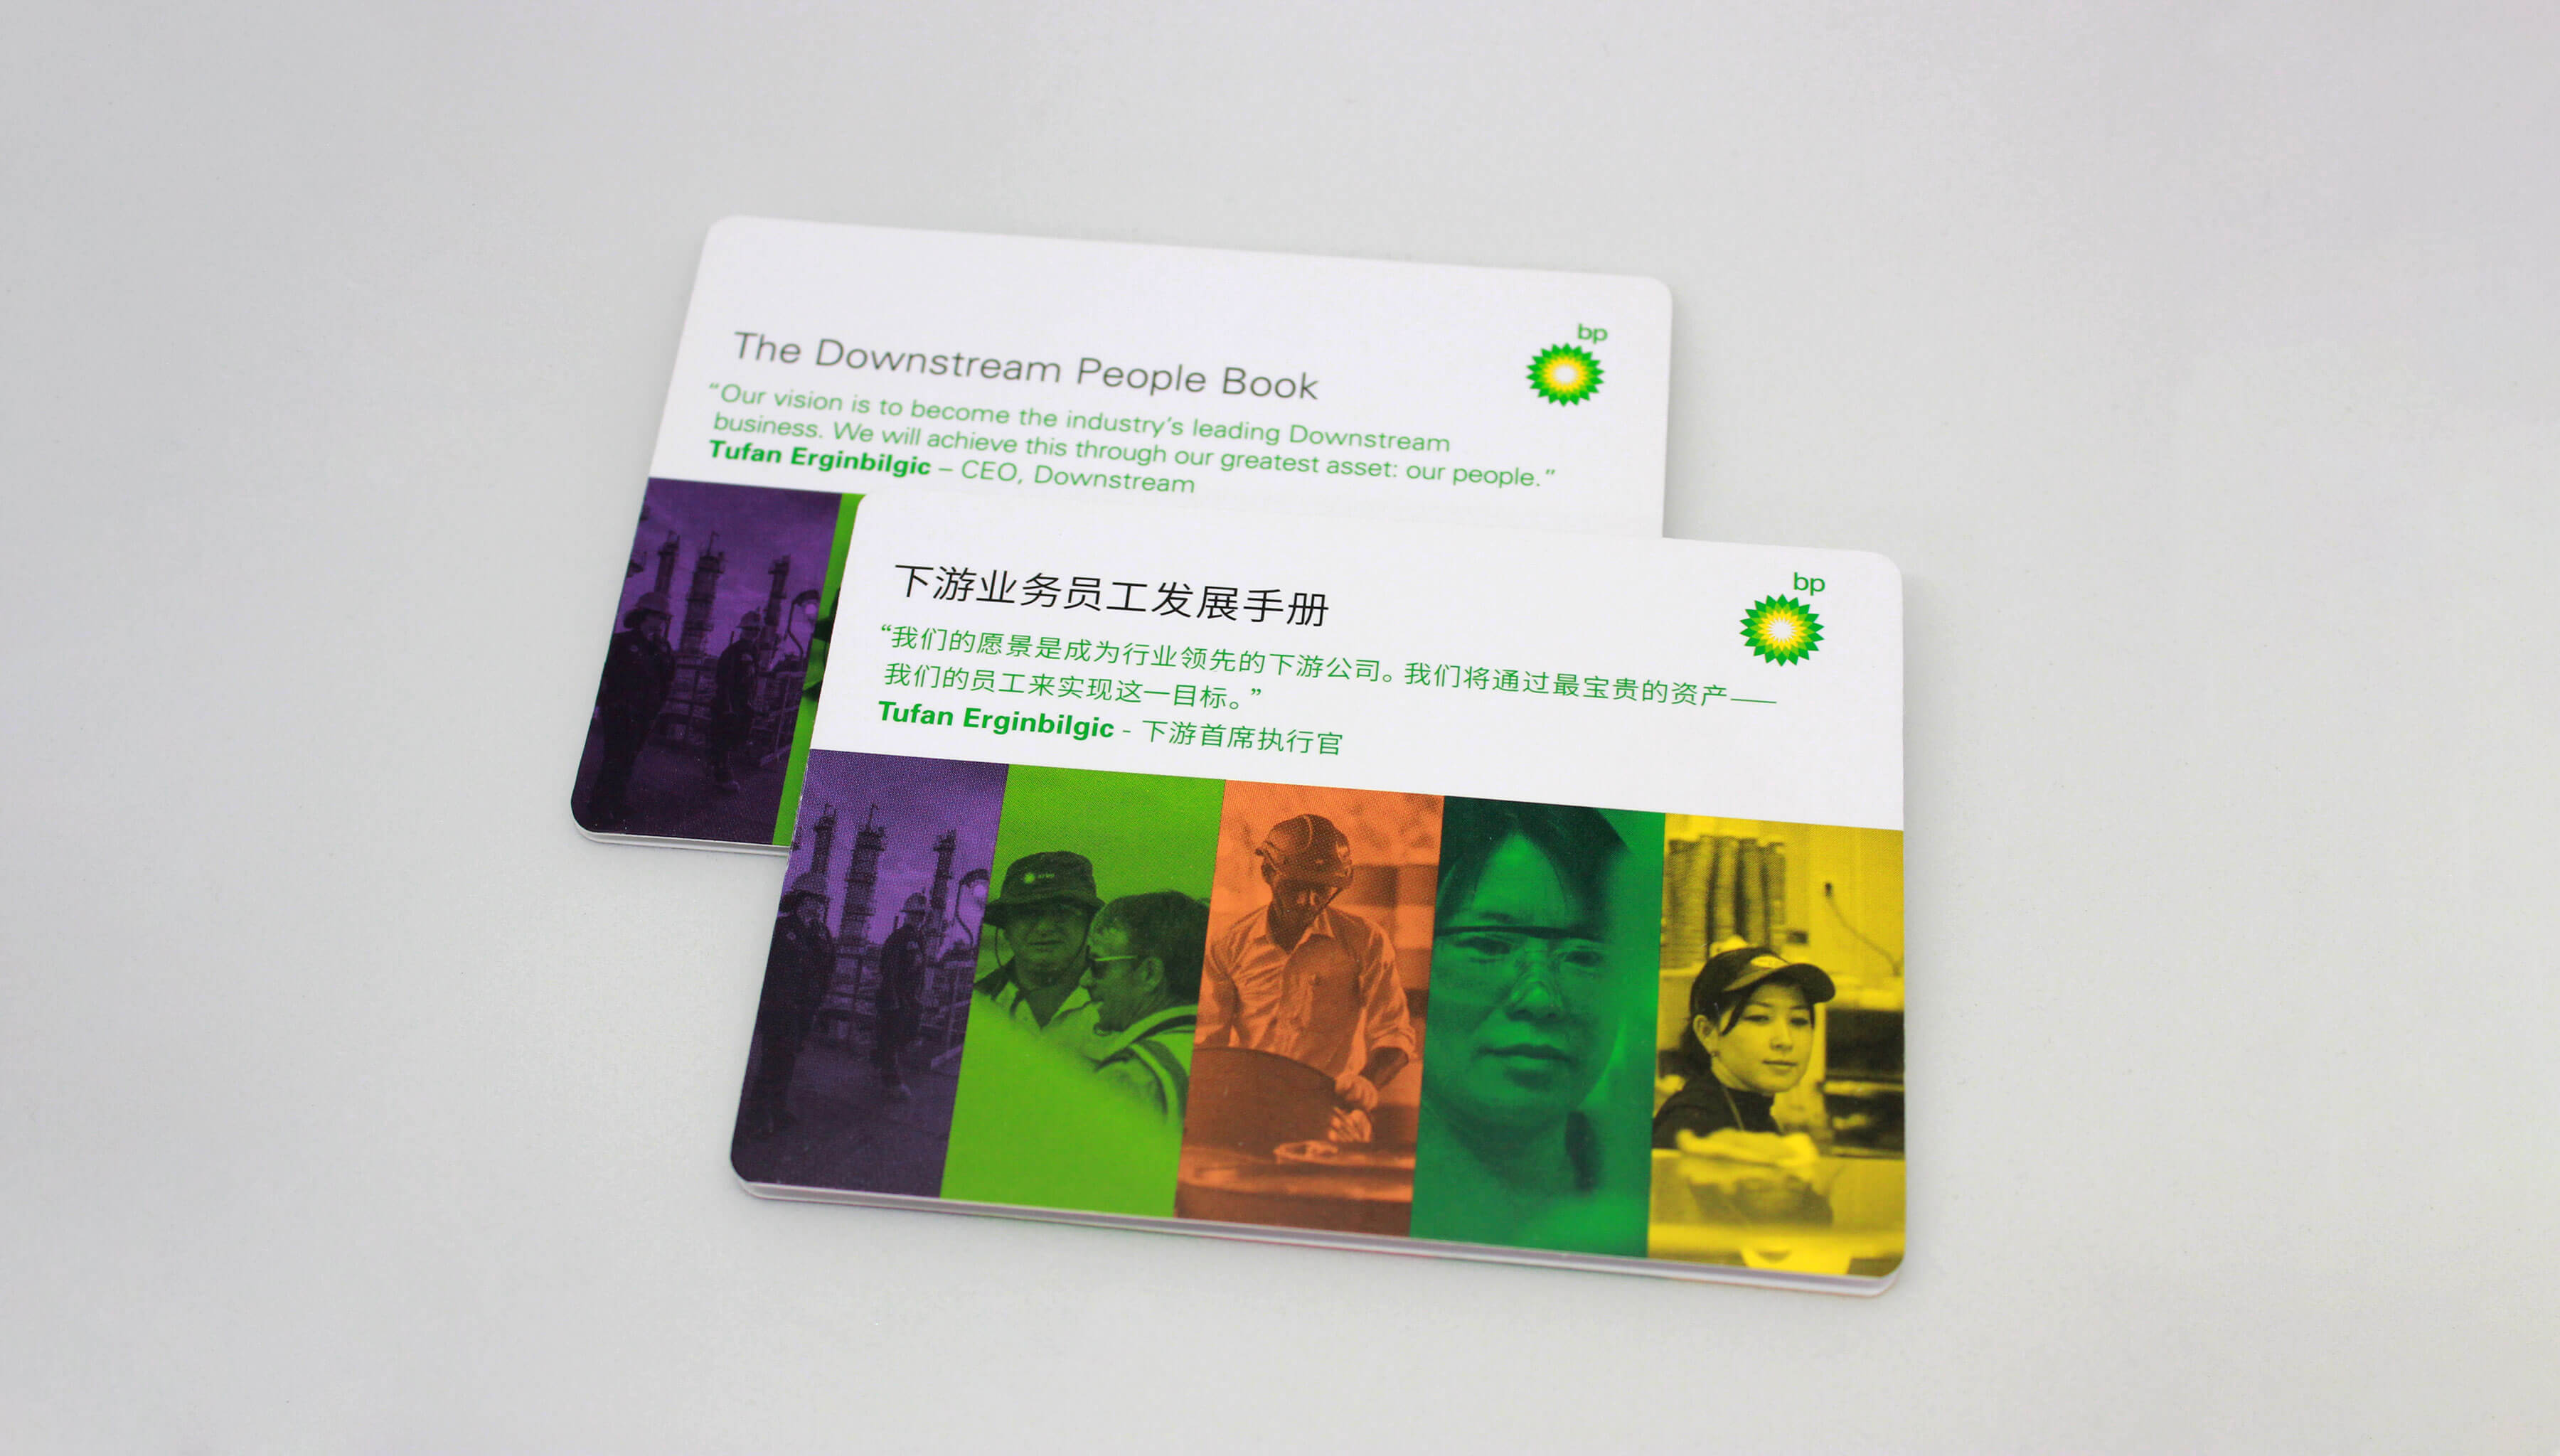 bp
The Downstream People Book
“Our vision is to become the industry’s leading Downstream
business. We will achieve this through our greatest asset: our people.”
Tufan Erginbilgic – CEO, Downstream
bp
下游业务员工发展手册
“我们的愿景是成为行业领先的下游公司。我们将通过最宝贵的资产——
我们的员工来实现这一目标。”
Tufan Erginbilgic - 下游首席执行官